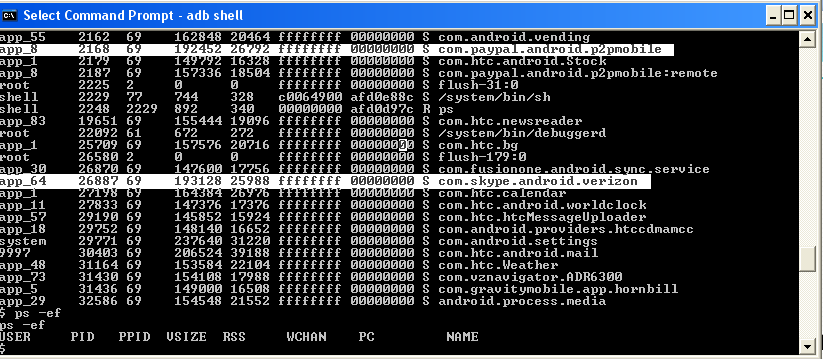 Select Command Prompt - adb shell
app_55 2162 69 162848 20464 ffffffff 00000000 S com.android.vending
app_8 2168 69 192452 26792 ffffffff 00000000 S com.paypal.android.p2pmobile
app_1 2179 69 149792 16328 ffffffff 00000000 S com.htc.android.Stock
app_8 2187 69 157336 18504 ffffffff 00000000 S com.paypal.android.p2pmobile:remote
root 2225 2 0 0 ffffffff 00000000 S flush-31:0
shell 2229 77 744 328 c0064900 afd0e88c S /system/bin/sh
shell 2248 2229 892 340 00000000 afd0d97c R ps
app_83 19651 69 155444 19096 ffffffff 00000000 S com.htc.newsreader
root 22092 61 672 272 ffffffff 00000000 S /system/bin/debuggerd
app_1 25709 69 157576 20716 ffffffff 00000000 S com.htc.bg
root 26580 2 0 0 ffffffff 00000000 S flush-179:0
app_30 26870 69 147600 17756 ffffffff 00000000 S com.fusionone.android.sync.service
app_64 26887 69 193128 25988 ffffffff 00000000 S com.skype.android.verizon
app_1 27198 69 164384 26976 ffffffff 00000000 S com.htc.calendar
app_11 27833 69 147376 17376 ffffffff 00000000 S com.htc.android.worldclock
app_57 29190 69 145852 15924 ffffffff 00000000 S com.htc.htcMessageUploader
app_18 29752 69 148140 16652 ffffffff 00000000 S com.android.providers.htccdmamcc
system 29771 69 237640 31220 ffffffff 00000000 S com.android.settings
9997 30403 69 206524 39188 ffffffff 00000000 S com.htc.android.mail
app_48 31164 69 153584 22104 ffffffff 00000000 S com.htc.Weather
app_73 31430 69 154108 17988 ffffffff 00000000 S com.vznavigator.ADR6300
app_5 31436 69 149000 16508 ffffffff 00000000 S com.gravitymobile.app.hornbill
app_29 32586 69 154548 21552 ffffffff 00000000 S android.process.media
$ ps -ef
ps -ef
USER PID PPID VSIZE RSS WCHAN PC NAME
$